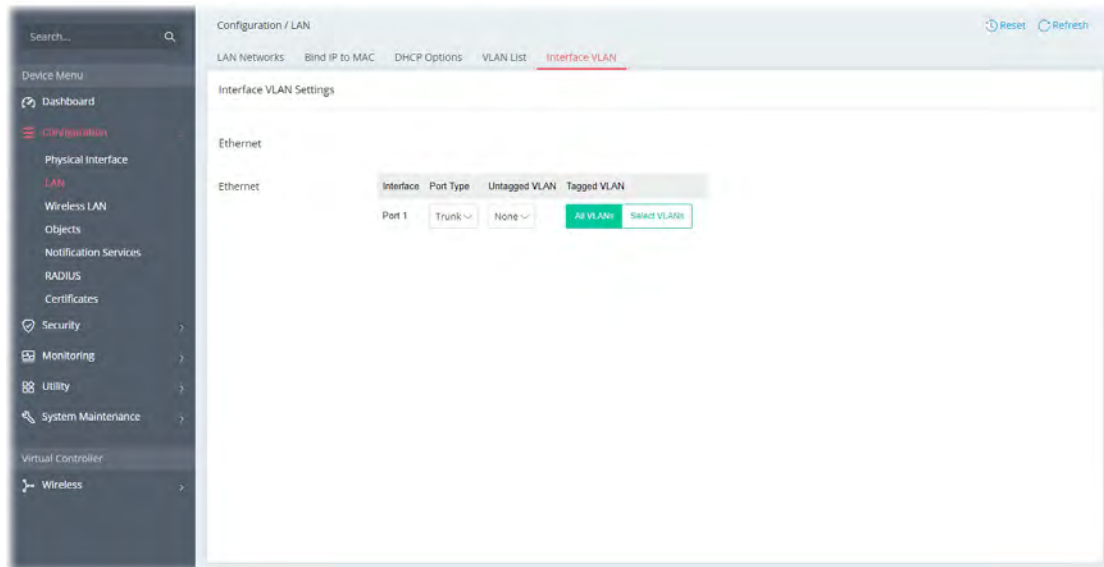 Search...
Device Menu
Dashboard
Configuration
Physical Interface
LAN
Wireless LAN
Objects
Notification Services
RADIUS
Certificates
Security
Monitoring
Utility
System Maintenance
Virtual Controller
Wireless
Configuration / LAN
Reset Refresh
LAN Networks Bind IP to MAC DHCP Options VLAN List Interface VLAN
Interface VLAN Settings
Ethernet
Ethernet
Interface Port Type Untagged VLAN Tagged VLAN
Port 1 Trunk None All VLANs Select VLANs